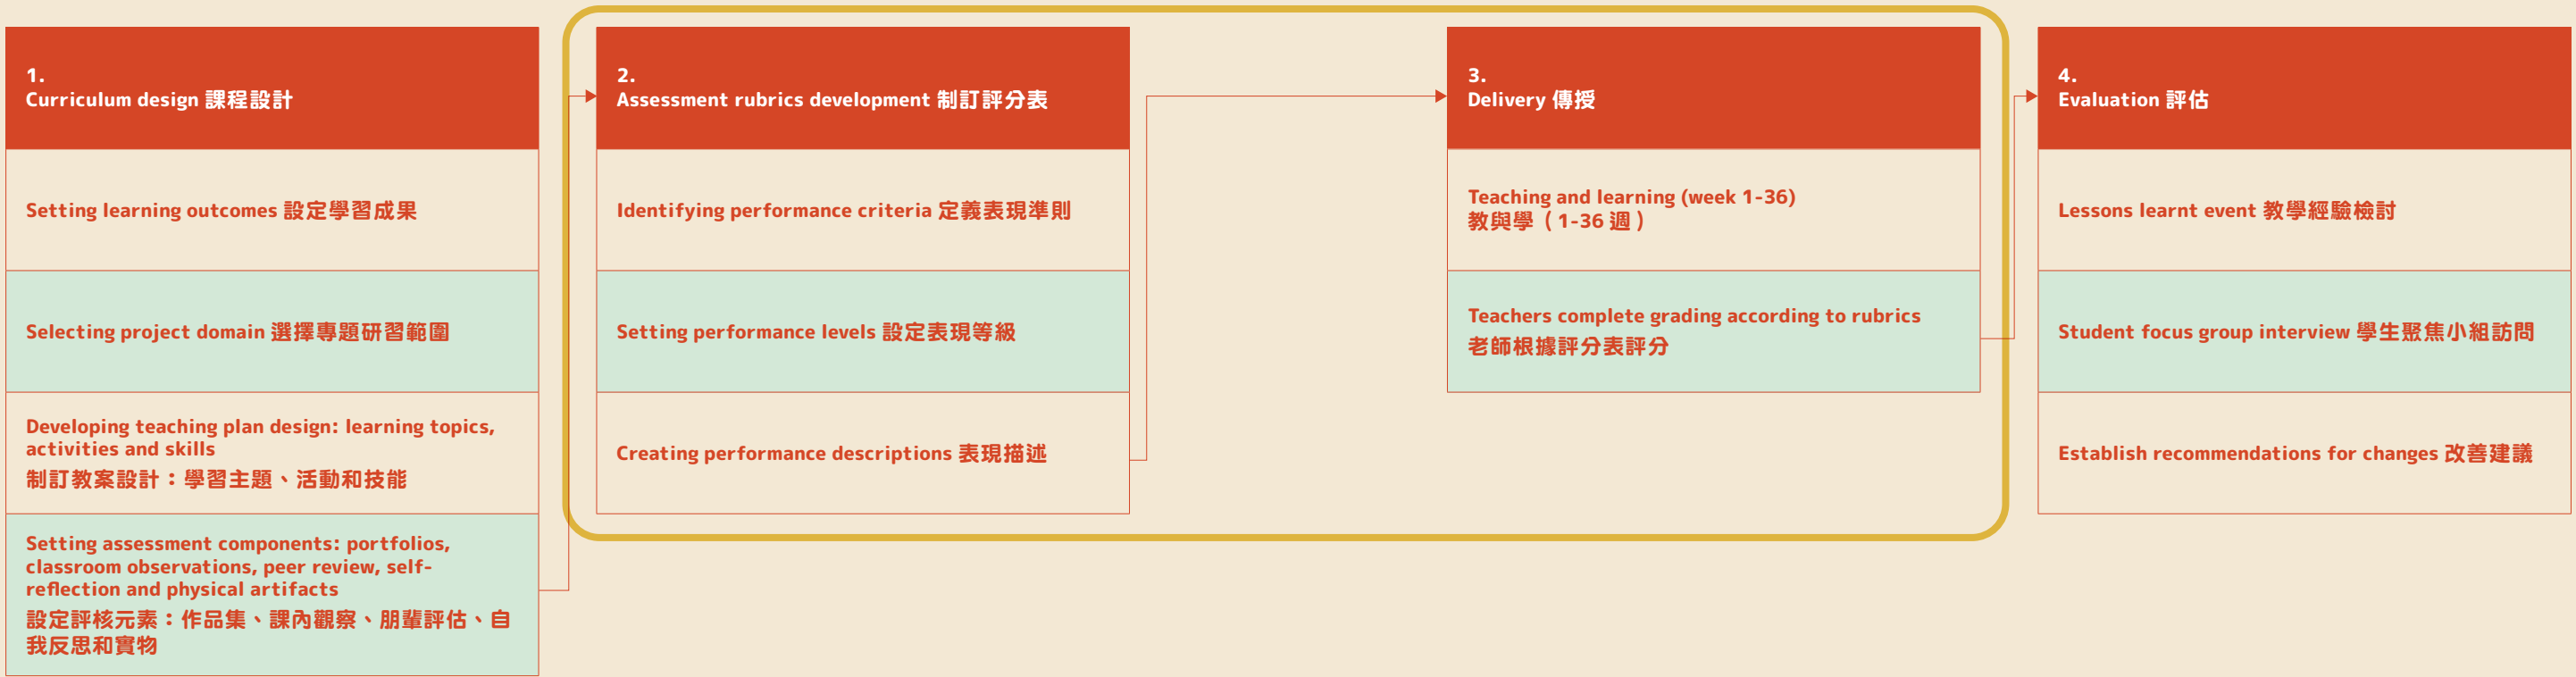 1.
Curriculum design 課程設計
Setting learning outcomes 設定學習成果
Selecting project domain 選擇專題研習範圍
Developing teaching plan design: learning topics,
activities and skills
制訂教案設計：學習主題、活動和技能
Setting assessment components: portfolios,
classroom observations, peer review, self-
reflection and physical artifacts
設定評核元素：作品集、課內觀察、朋輩評估、自
我反思和實物
2.
Assessment rubrics development 制訂評分表
Identifying performance criteria 定義表現準則
Setting performance levels 設定表現等級
Creating performance descriptions 表現描述
3.
Delivery 傳授
Teaching and learning (week 1-36)
教與學（1-36 週）
Teachers complete grading according to rubrics
老師根據評分表評分
4.
Evaluation 評估
Lessons learnt event 教學經驗檢討
Student focus group interview 學生聚焦小組訪問
Establish recommendations for changes 改善建議